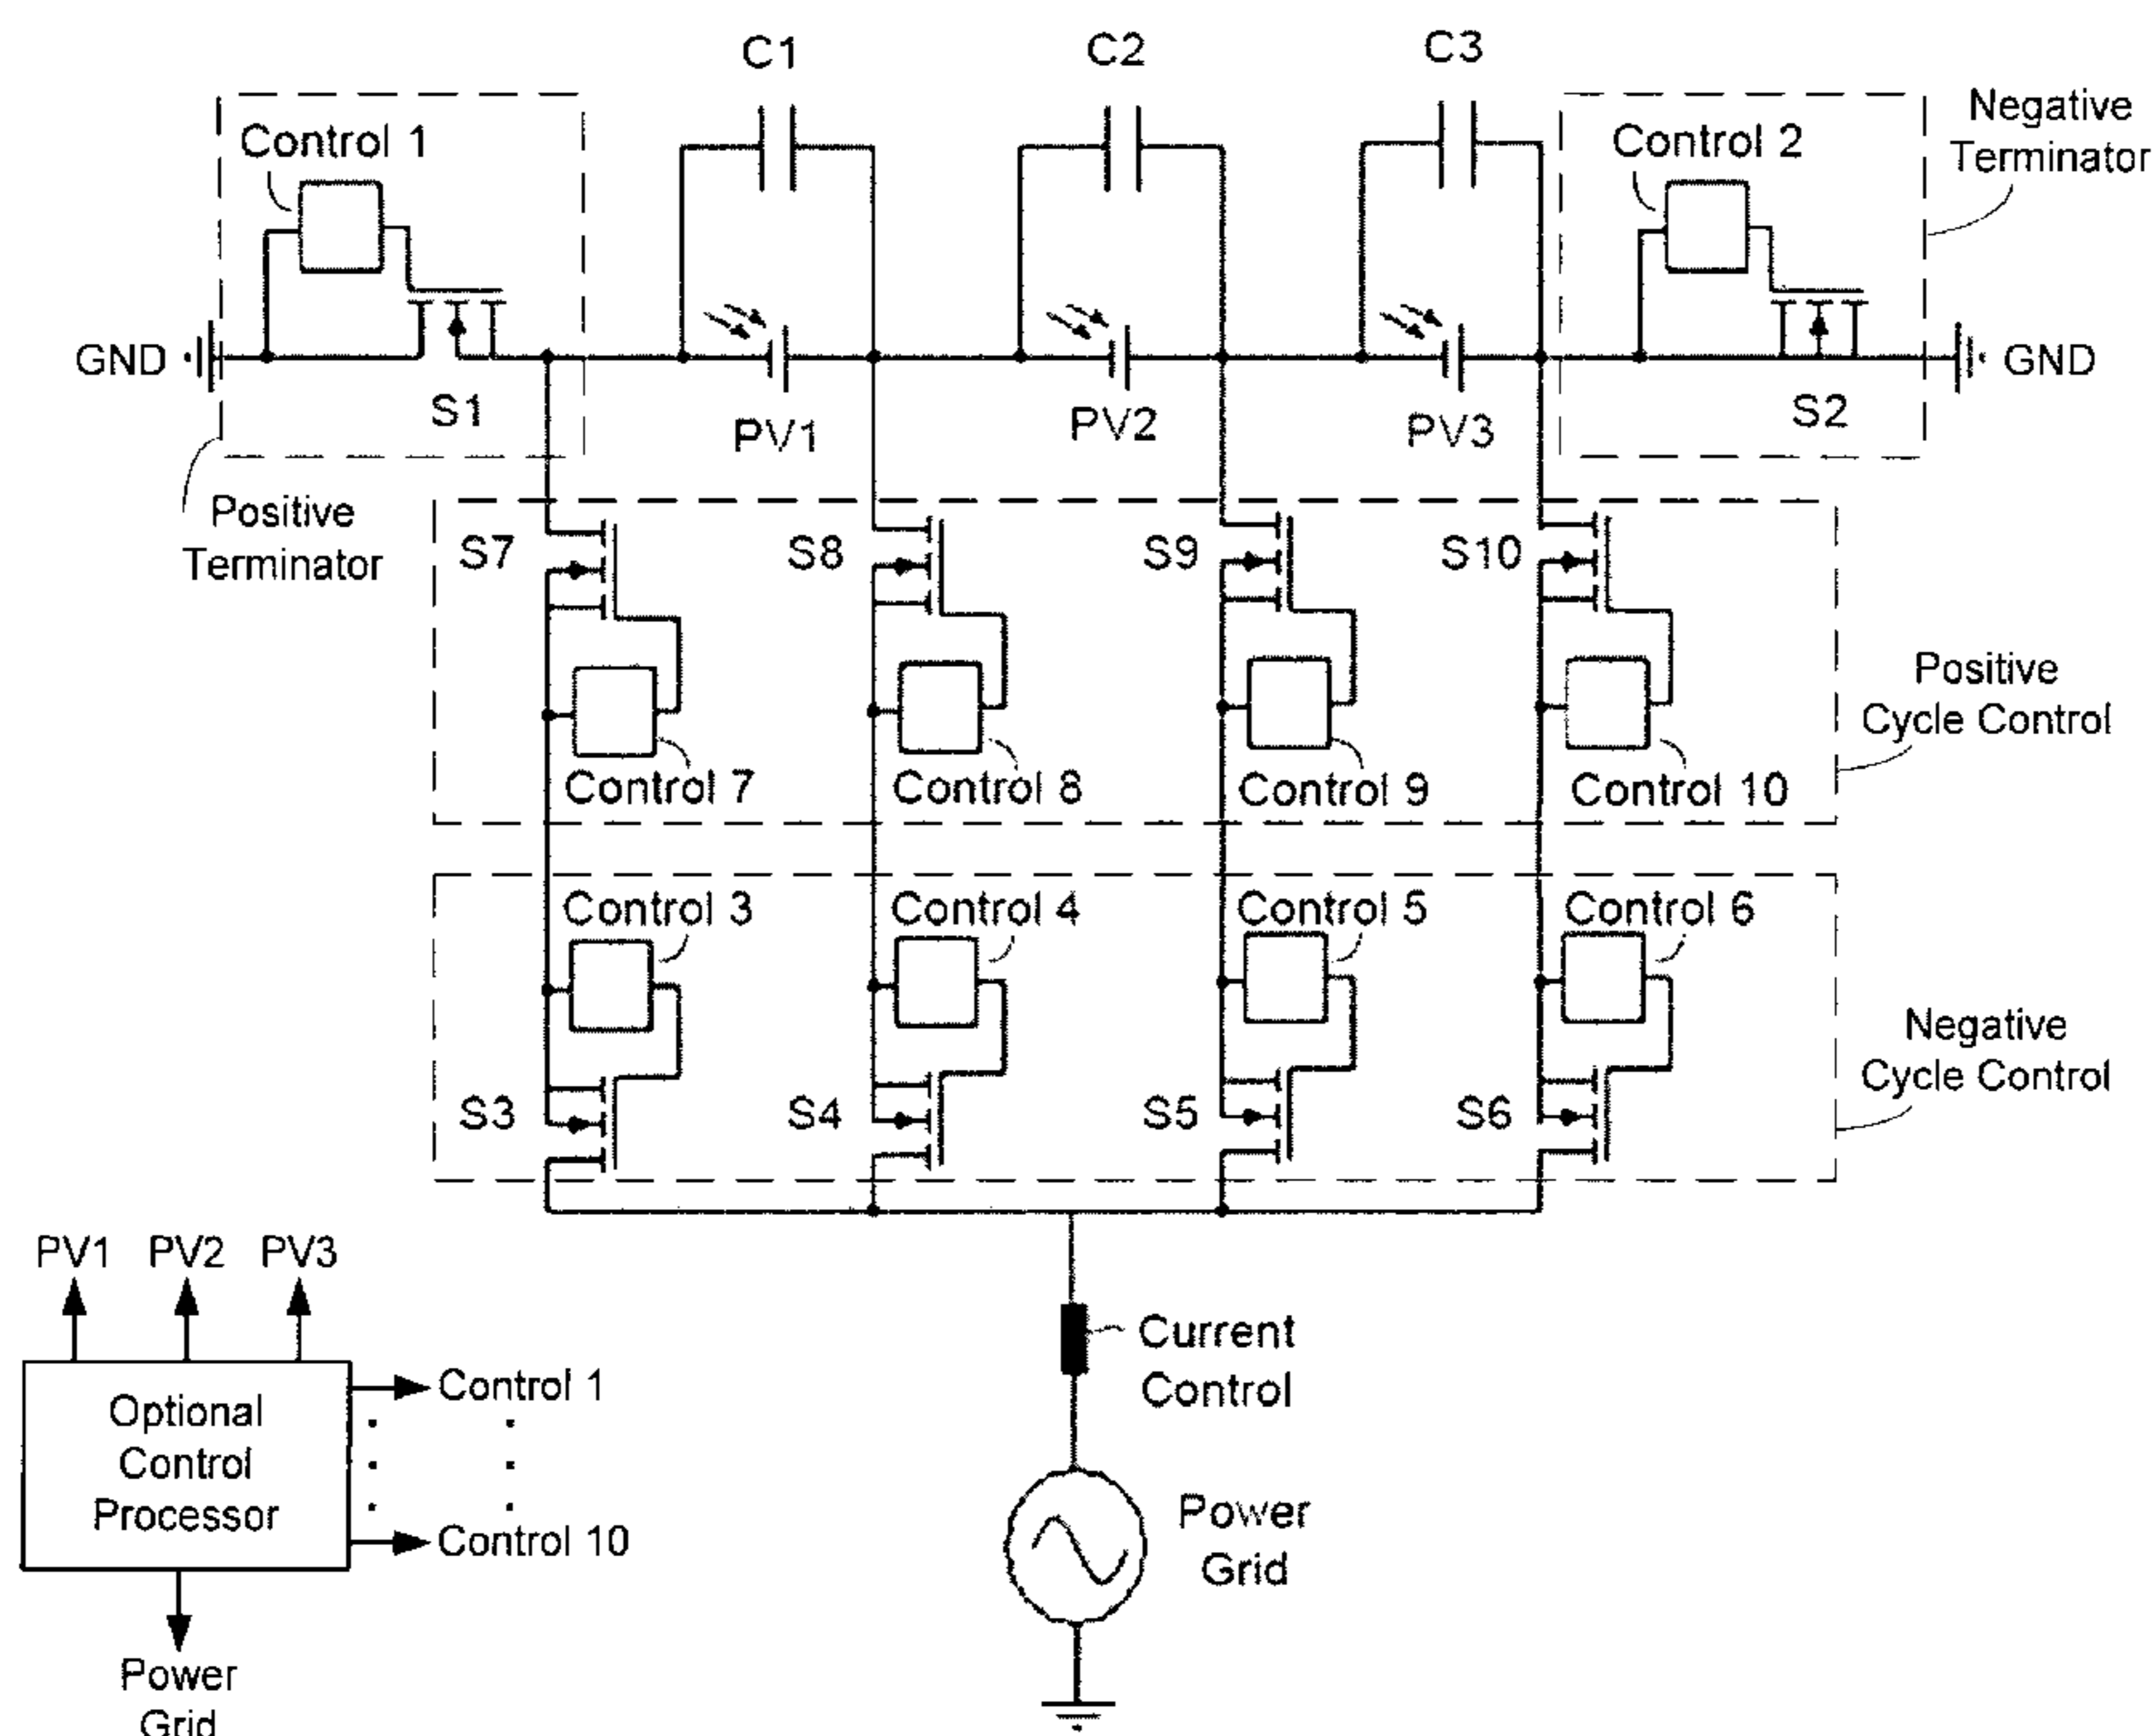 C1
C2
C3
Control 1
Control 2
Negative
Terminator
GND
S1
PV1
PV2
PV3
S2
GND
Positive
Terminator
S7
S8
S9
S10
Positive
Cycle Control
Control 7
Control 8
Control 9
Control 10
Control 3
Control 4
Control 5
Control 6
Negative
Cycle Control
S3
S4
S5
S6
PV1
PV2
PV3
Optional
Control
Processor
Control 1
Control 10
Current
Control
Power
Grid
Power
Grid